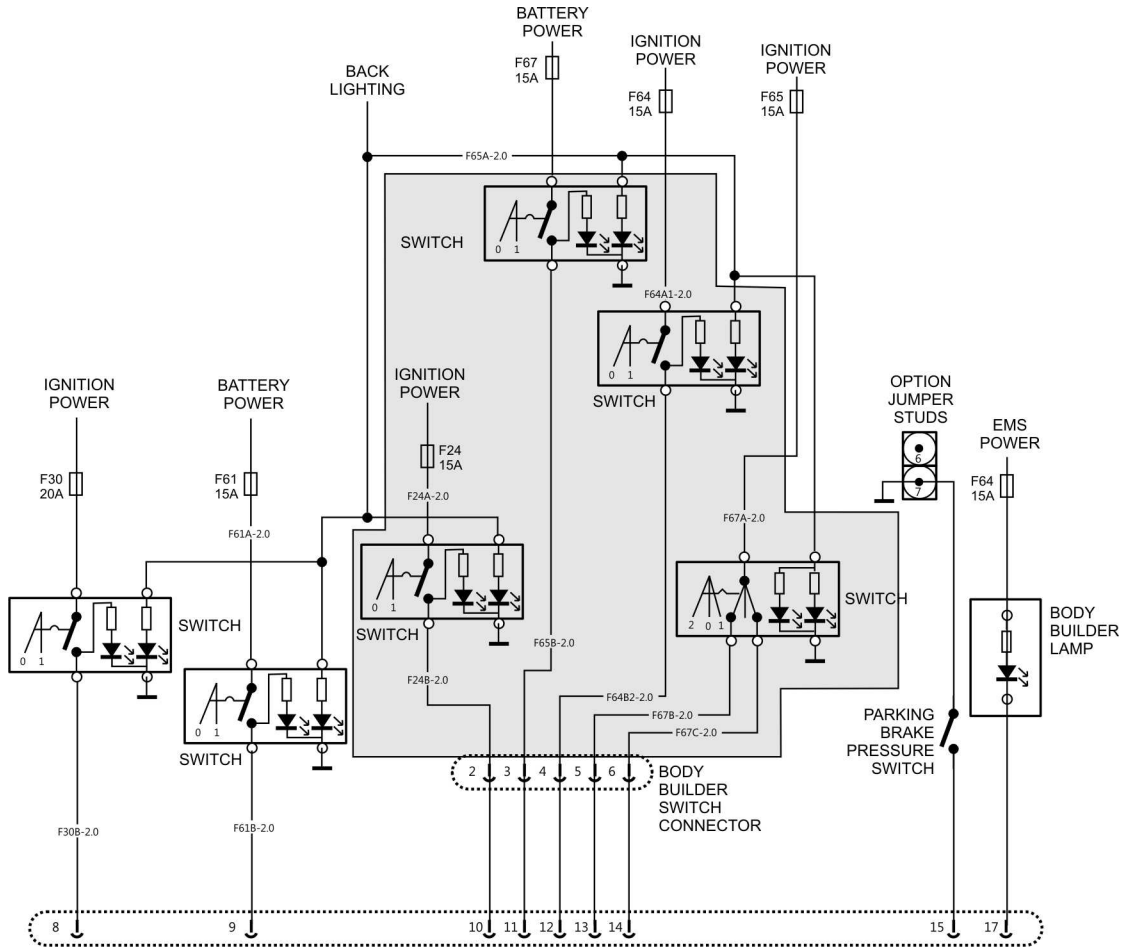 BATTERY
POWER
F67
15A
IGNITION
POWER
F64
15A
IGNITION
POWER
F65
15A
BACK
LIGHTING
F65A-2.0
SWITCH
0 1
F64A1-2.0
SWITCH
0 1
IGNITION
POWER
F30
20A
BATTERY
POWER
F61
15A
F61A-2.0
IGNITION
POWER
F24
15A
F24A-2.0
OPTION
JUMPER
STUDS
6
7
EMS
POWER
F64
15A
F67A-2.0
SWITCH
0 1
SWITCH
0 1
SWITCH
2 0 1
SWITCH
0 1
BODY
BUILDER
LAMP
F65B-2.0
F24B-2.0
F64B2-2.0
F67B-2.0
F67C-2.0
PARKING
BRAKE
PRESSURE
SWITCH
2 3 4 5 6
BODY
BUILDER
SWITCH
CONNECTOR
F30B-2.0
F61B-2.0
8 9 10 11 12 13 14 15 17